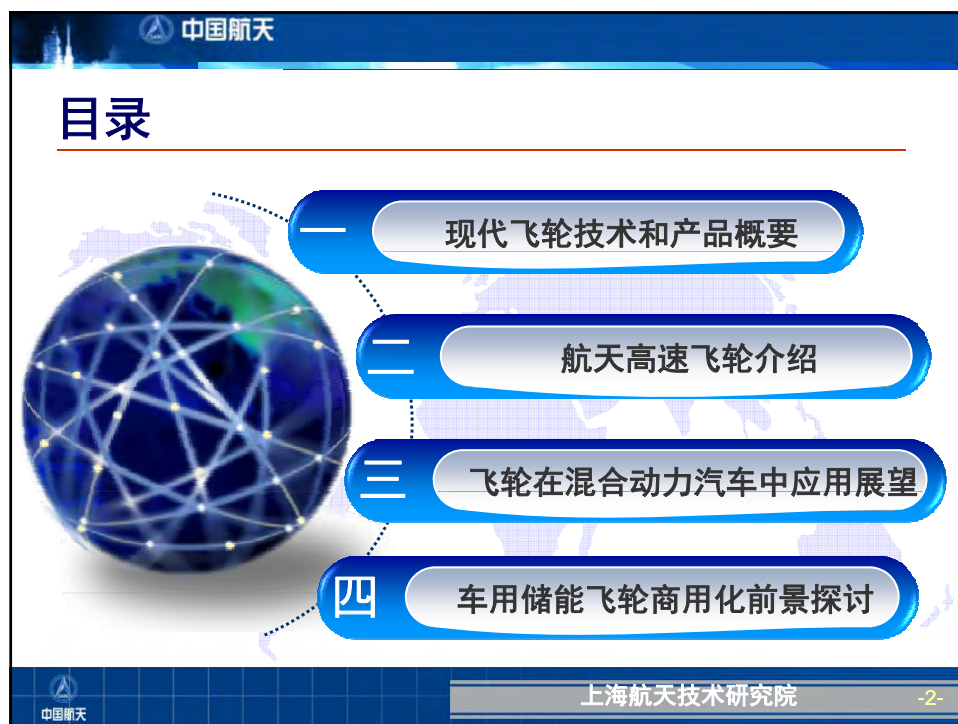 中国航天
目录
一 现代飞轮技术和产品概要
二 航天高速飞轮介绍
三 飞轮在混合动力汽车中应用展望
四 车用储能飞轮商用化前景探讨
中国航天
上海航天技术研究院
-2-